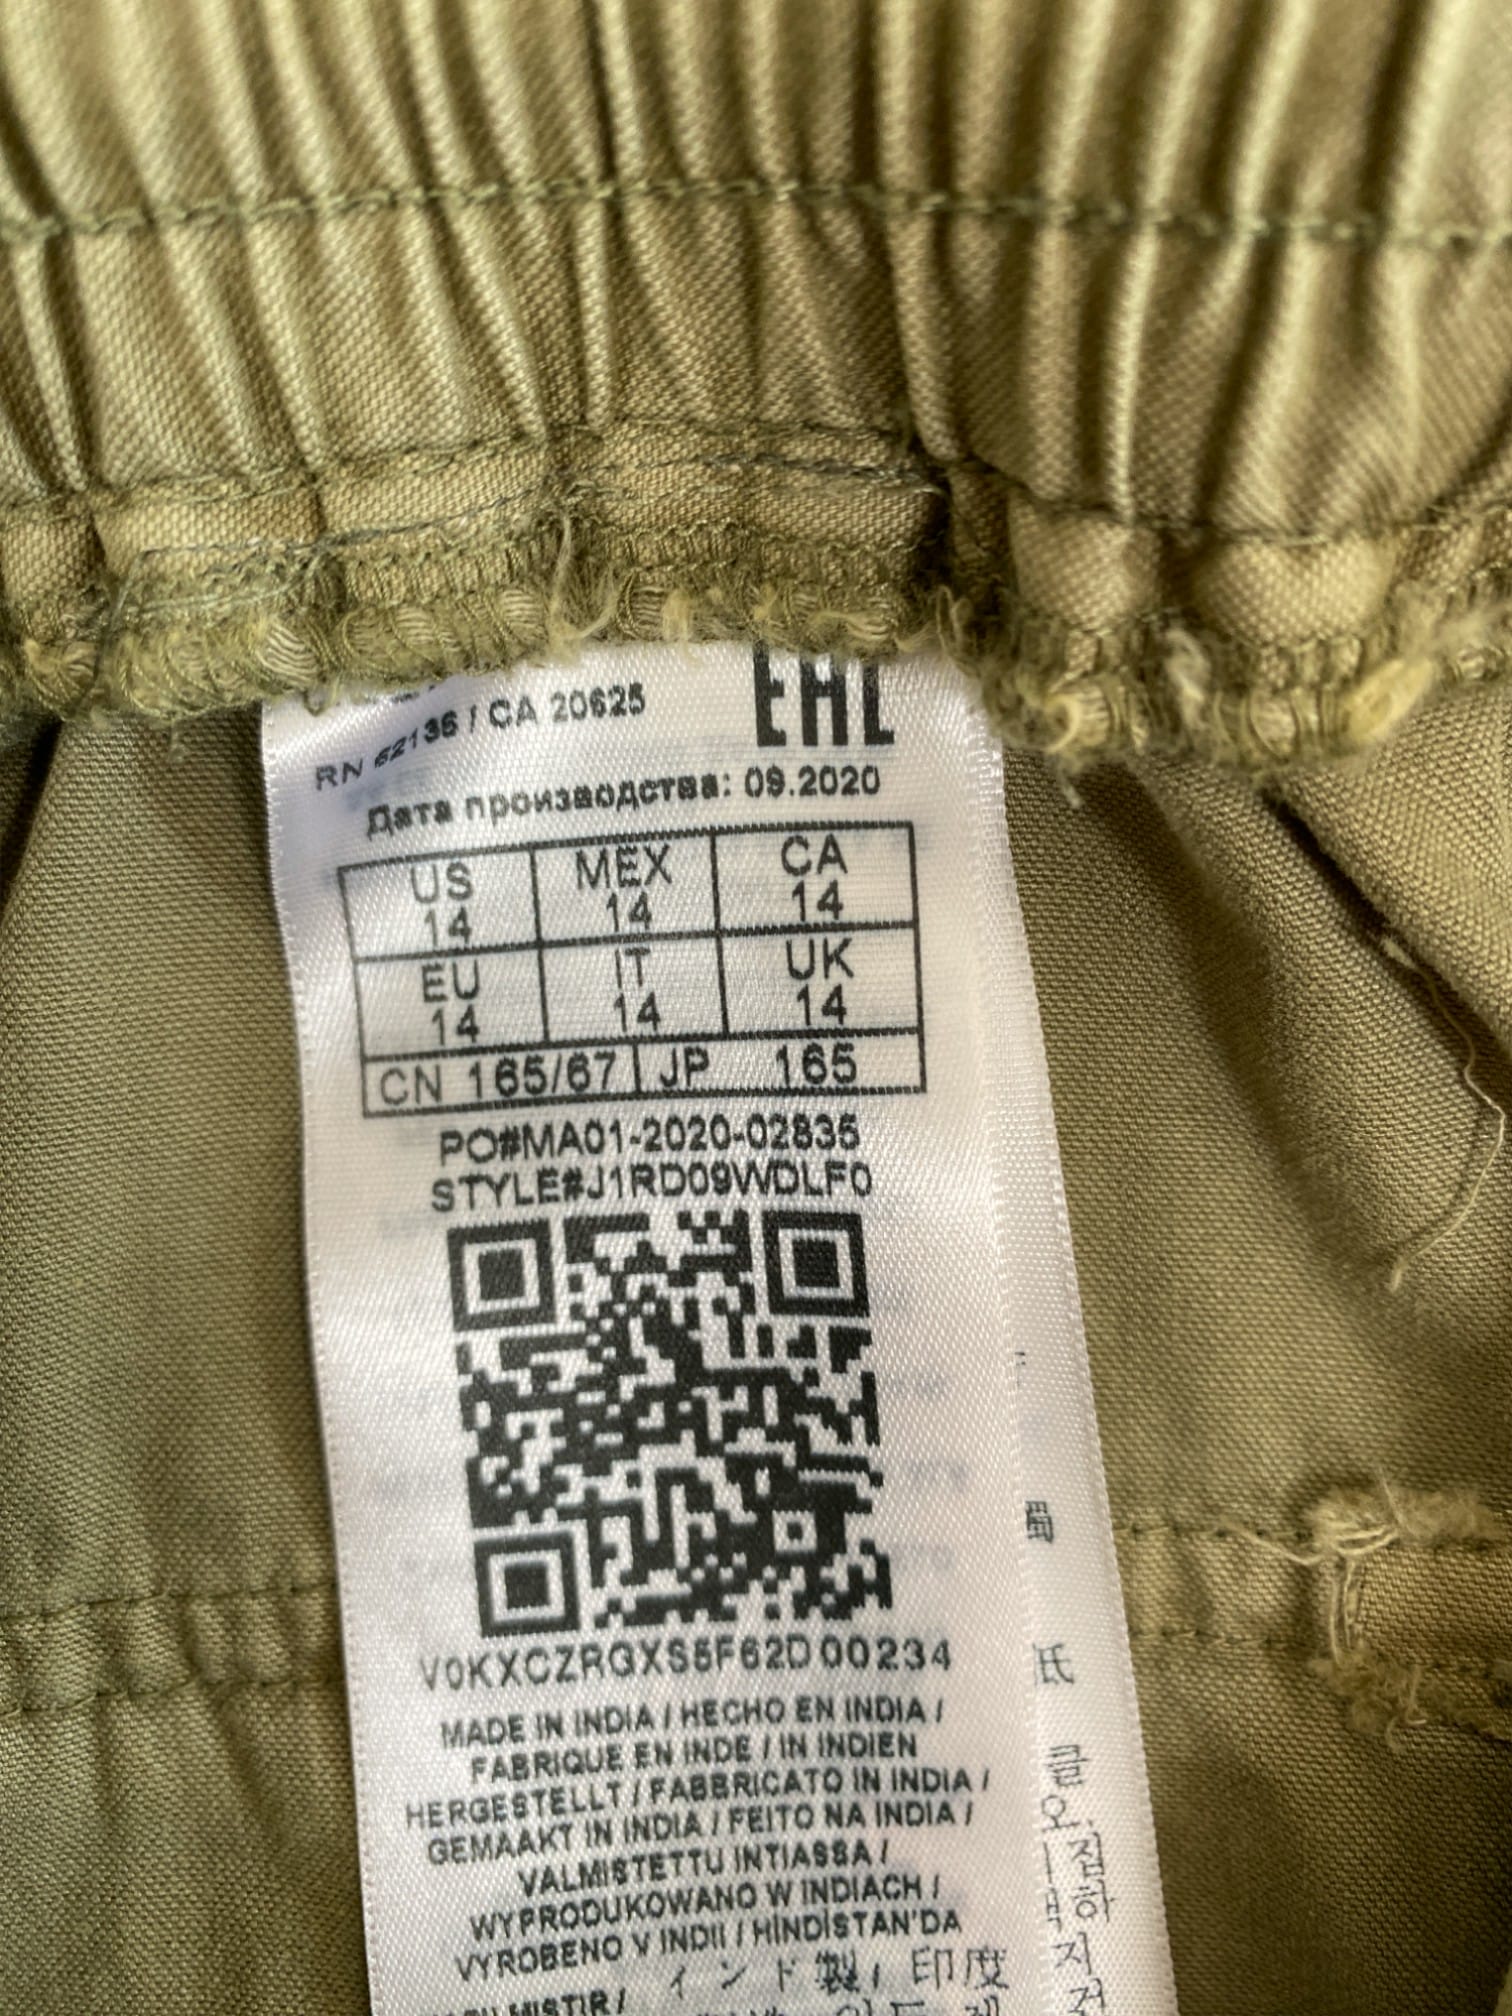 RN 62136 / CA 20625
EAC
Дата производства: 09.2020
US MEX CA
14 14 14
EU IT UK
14 14 14
CN 165/67 JP 165
PO#MA01-2020-02835
STYLE#J1RD09WDLF0
V0KXCZRGXS5F62D00234
MADE IN INDIA / HECHO EN INDIA /
FABRIQUE EN INDE / IN INDIEN
HERGESTELLT / FABBRICATO IN INDIA /
GEMAAKT IN INDIA / FEITO NA INDIA /
VALMISTETTU INTIASSA /
WYPRODUKOWANO W INDIACH /
VYROBENO V INDII / HİNDİSTAN'DA
インド製 / 印度